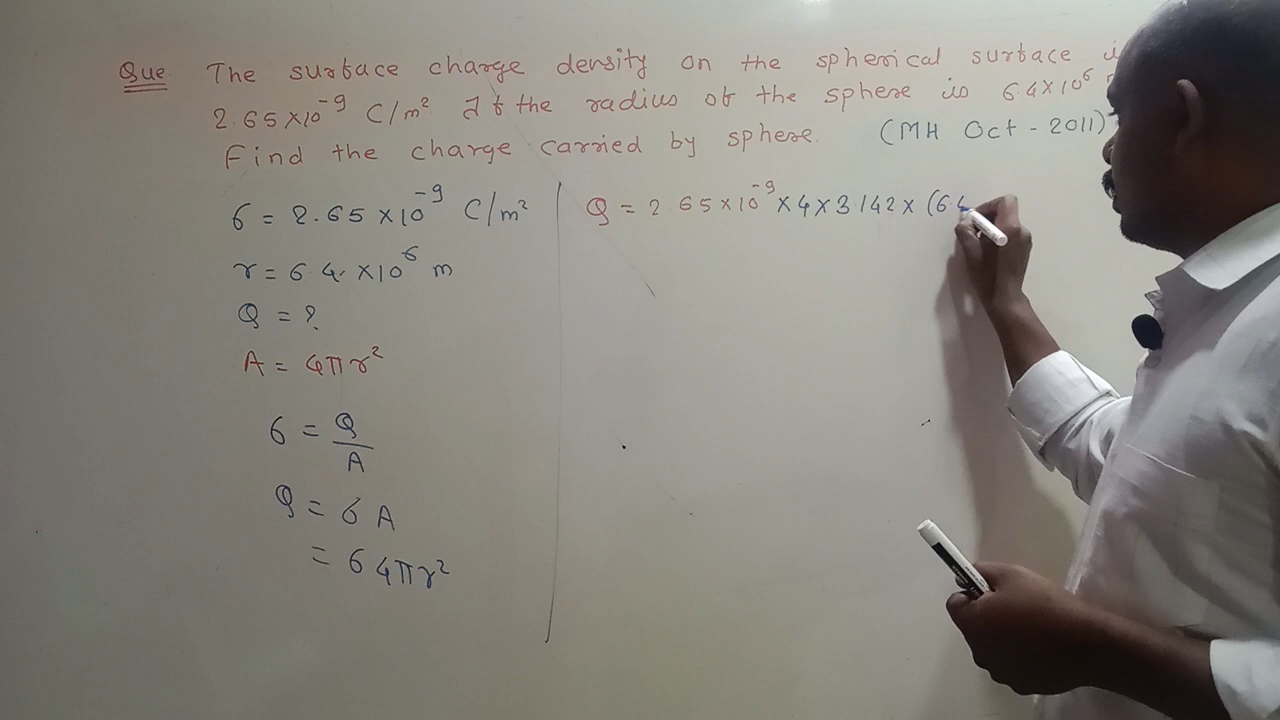 Que. The surface charge density on the spherical surface is
2.65×10⁻⁹ C/m². If the radius of the sphere is 6.4×10⁶
Find the charge carried by sphere. (MH Oct - 2011)
σ = 2.65 ×10⁻⁹ C/m²
r = 6.4 ×10⁶ m
Q = ?
A = 4πr²
σ = Q/A
Q = σ A
= σ 4πr²
Q = 2.65×10⁻⁹ × 4 × 3.142 × (6.4